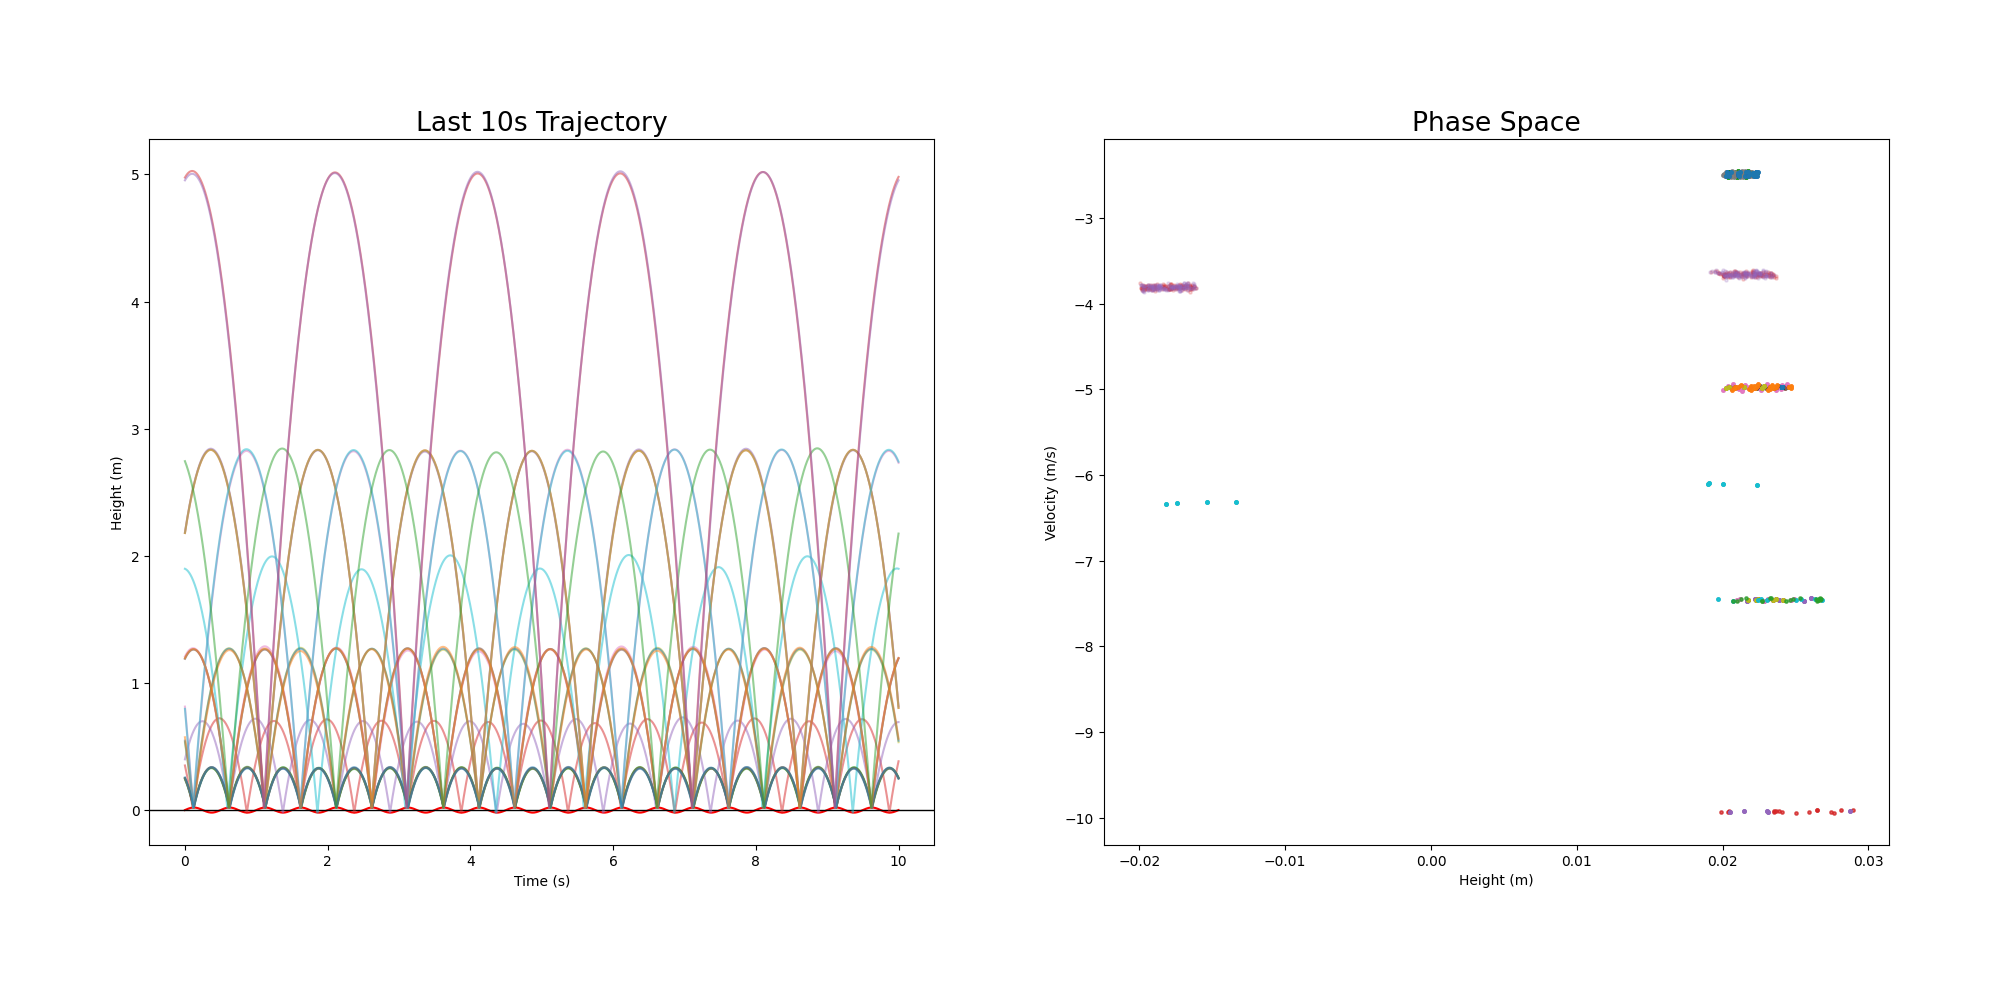 Last 10s Trajectory
Height (m)
5
4
3
2
1
0
0 2 4 6 8 10
Time (s)
Phase Space
Velocity (m/s)
−3
−4
−5
−6
−7
−8
−9
−10
−0.02 −0.01 0.00 0.01 0.02 0.03
Height (m)